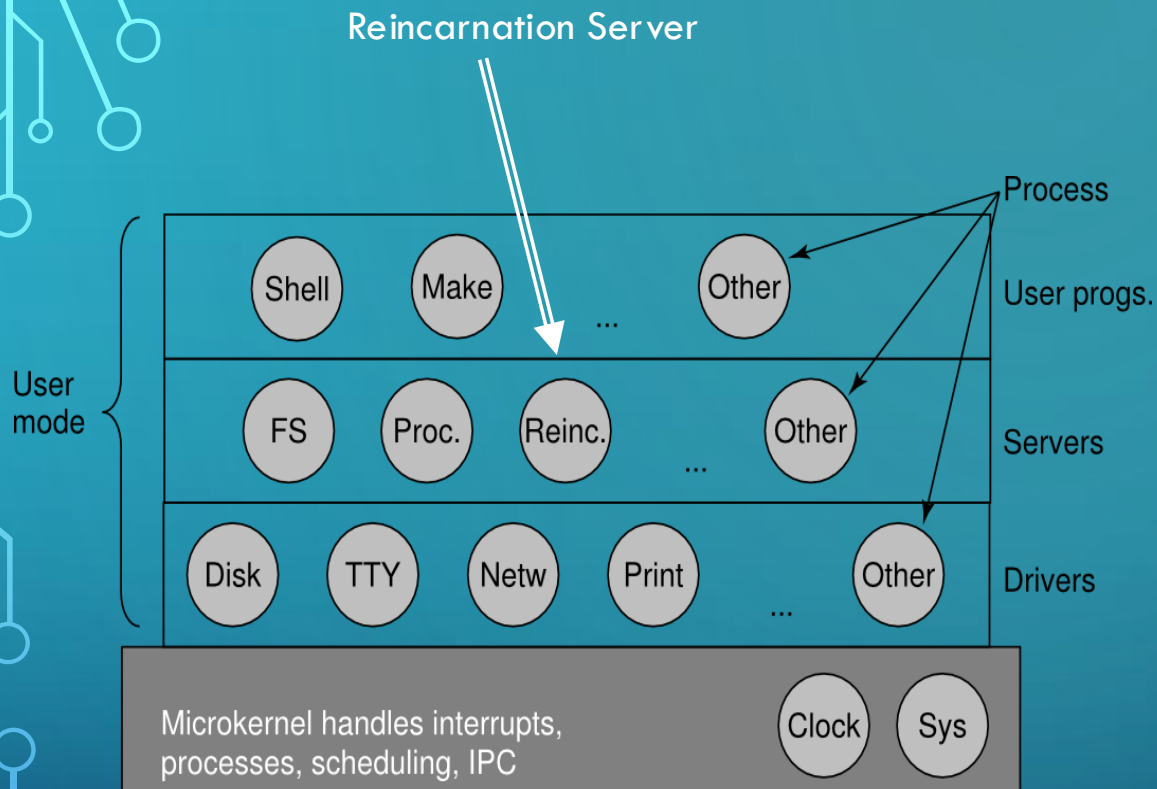 Reincarnation Server
Process
Shell
Make
...
Other
User progs.
User
mode
FS
Proc.
Reinc.
...
Other
Servers
Disk
TTY
Netw
Print
...
Other
Drivers
Microkernel handles interrupts,
processes, scheduling, IPC
Clock
Sys